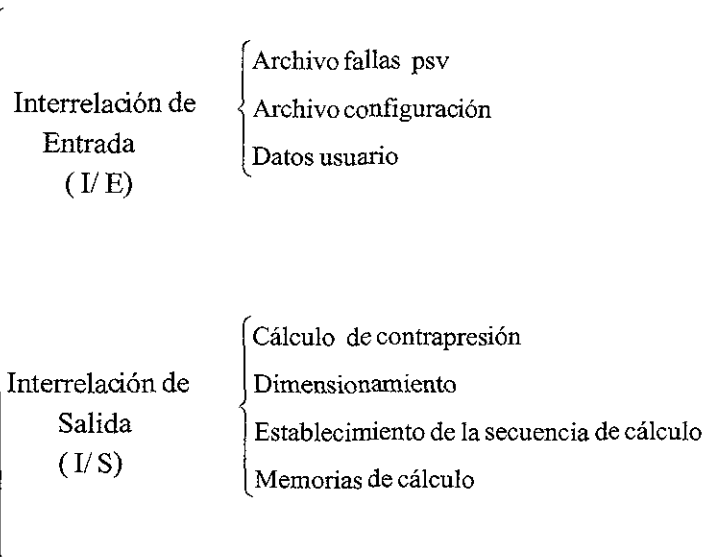 Archivo fallas psv
Interrelación de
Archivo configuración
Entrada
Datos usuario
( I/ E)
Cálculo de contrapresión
Interrelación de
Dimensionamiento
Salida
Establecimiento de la secuencia de cálculo
( I/ S)
Memorias de cálculo